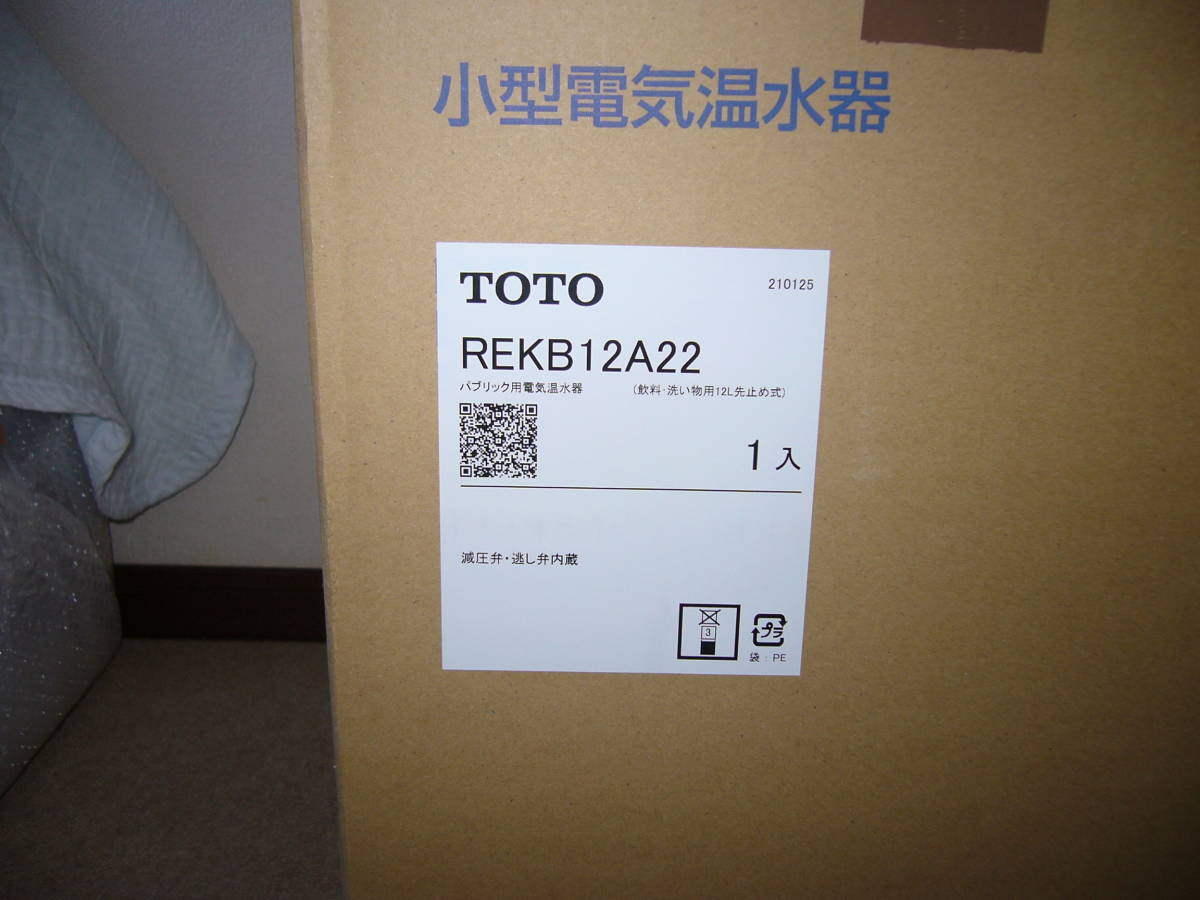 小型電気温水器
TOTO
210125
REKB12A22
パブリック用電気温水器 (飲料・洗い物用12L先止め式)
1入
減圧弁・逃し弁内蔵
3
プラ
袋:PE